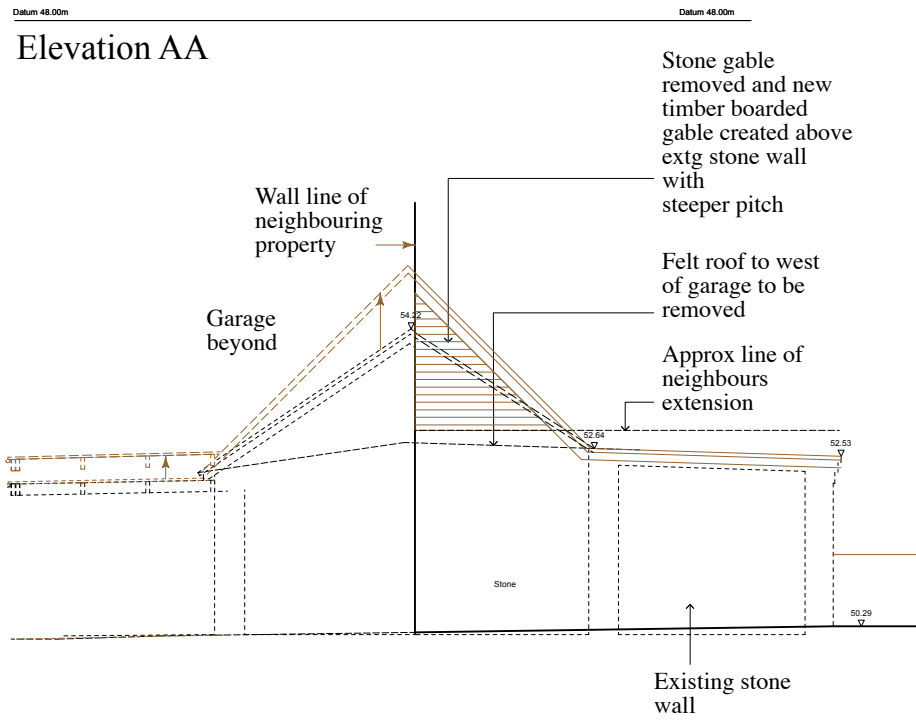 Datum 48.00m
Datum 48.00m
Elevation AA
Stone gable
removed and new
timber boarded
gable created above
extg stone wall
with
steeper pitch
Wall line of
neighbouring
property
Felt roof to west
of garage to be
removed
Garage
beyond
54.22
Approx line of
neighbours
extension
52.64
52.53
Stone
50.29
Existing stone
wall